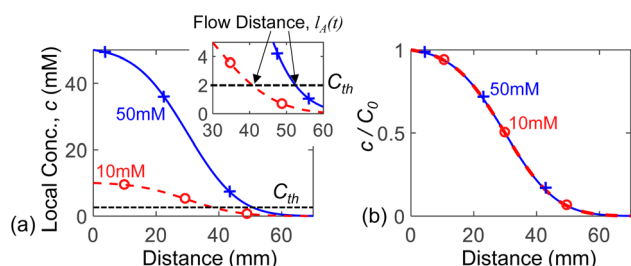 Flow Distance, l_A(t)
4
2
0
C_th
30 40 50 60
50
40
20
0
Local Conc., c (mM)
50mM
10mM
C_th
0 20 40 60
(a) Distance (mm)
1
0.5
0
c / C_0
50mM
10mM
0 20 40 60
(b) Distance (mm)